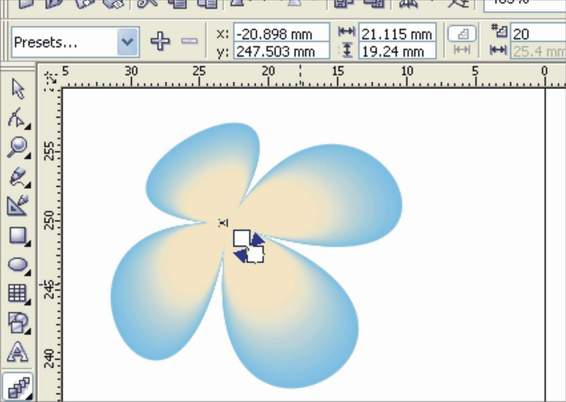 Presets...
x: -20.898 mm
y: 247.503 mm
21.115 mm
19.24 mm
20
25.4 mm
5 30 25 20 15 10 5 0
255
250
245
240